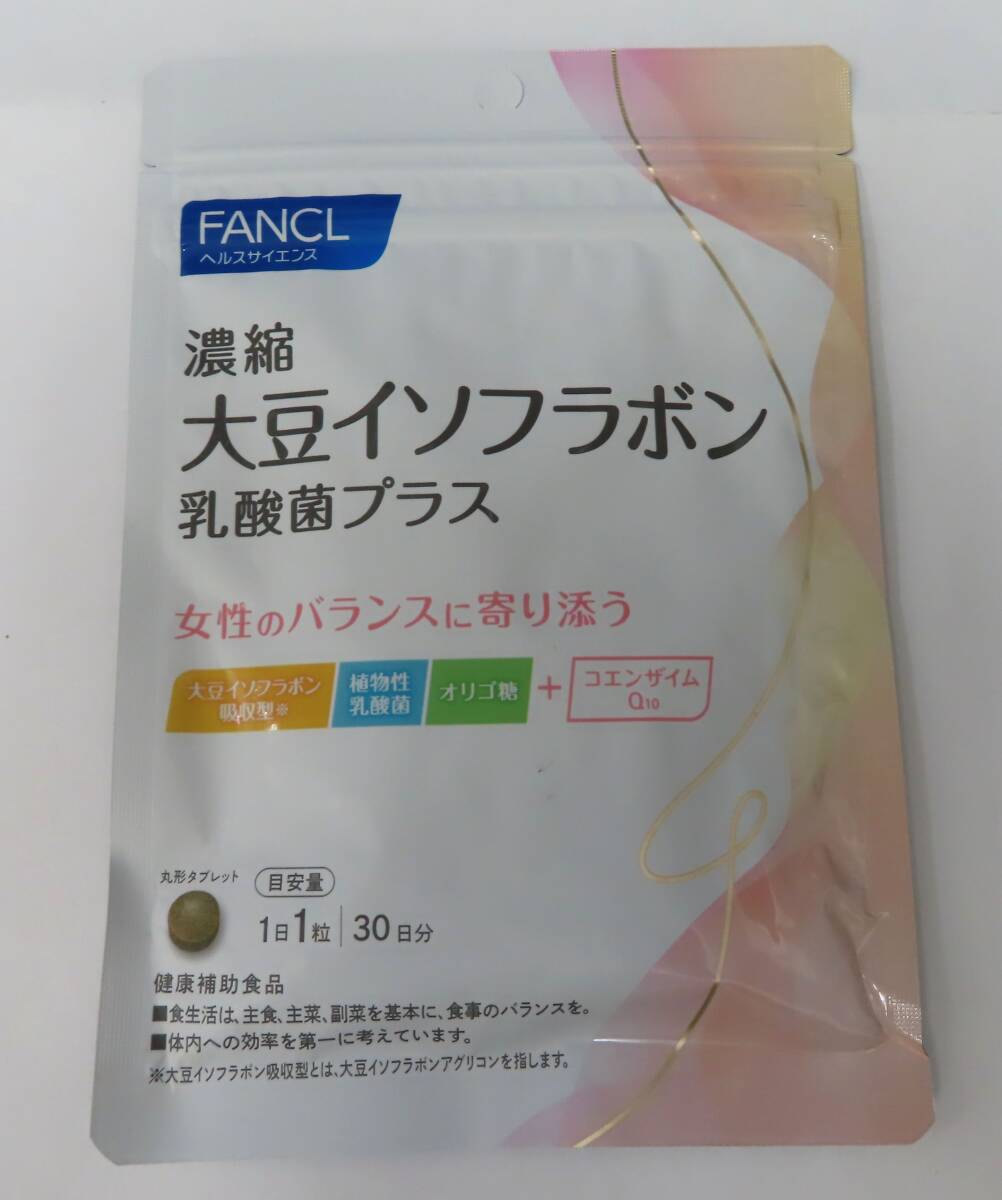 FANCL
ヘルスサイエンス
濃縮
大豆イソフラボン
乳酸菌プラス
女性のバランスに寄り添う
大豆イソフラボン
吸収型※
植物性
乳酸菌
オリゴ糖
+
コエンザイム
Q10
丸形タブレット
目安量
1日1粒 30日分
健康補助食品
■食生活は、主食、主菜、副菜を基本に、食事のバランスを。
■体内への効率を第一に考えています。
※大豆イソフラボン吸収型とは、大豆イソフラボンアグリコンを指します。